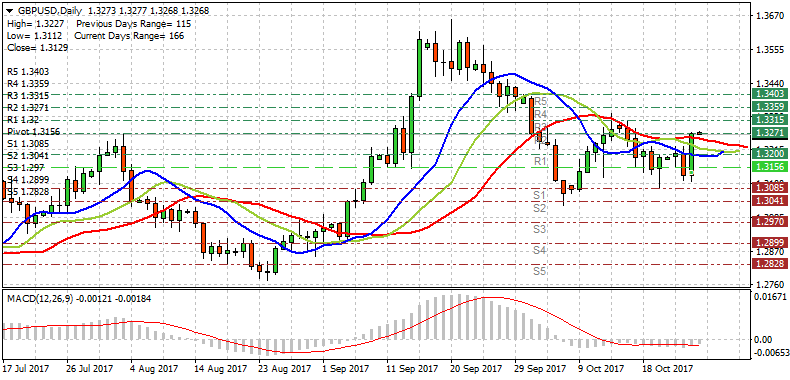 GBPUSD,Daily 1.3273 1.3277 1.3268 1.3268
High= 1.3227 Previous Days Range= 115
Low= 1.3112 Current Days Range= 166
Close= 1.3129
R5 1.3403
R4 1.3359
R3 1.3315
R2 1.3271
R1 1.32
Pivot 1.3156
S1 1.3085
S2 1.3041
S3 1.297
S4 1.2899
S5 1.2828
R5
R4
R1
S1
S2
S3
S4
S5
1.3670
1.3555
1.3440
1.3403
1.3359
1.3315
1.3271
1.3200
1.3156
1.3085
1.3041
1.2970
1.2899
1.2870
1.2828
1.2760
MACD(12,26,9) -0.00121 -0.00184
0.01671
0.00
-0.00653
17 Jul 2017
26 Jul 2017
4 Aug 2017
14 Aug 2017
23 Aug 2017
1 Sep 2017
11 Sep 2017
20 Sep 2017
29 Sep 2017
9 Oct 2017
18 Oct 2017